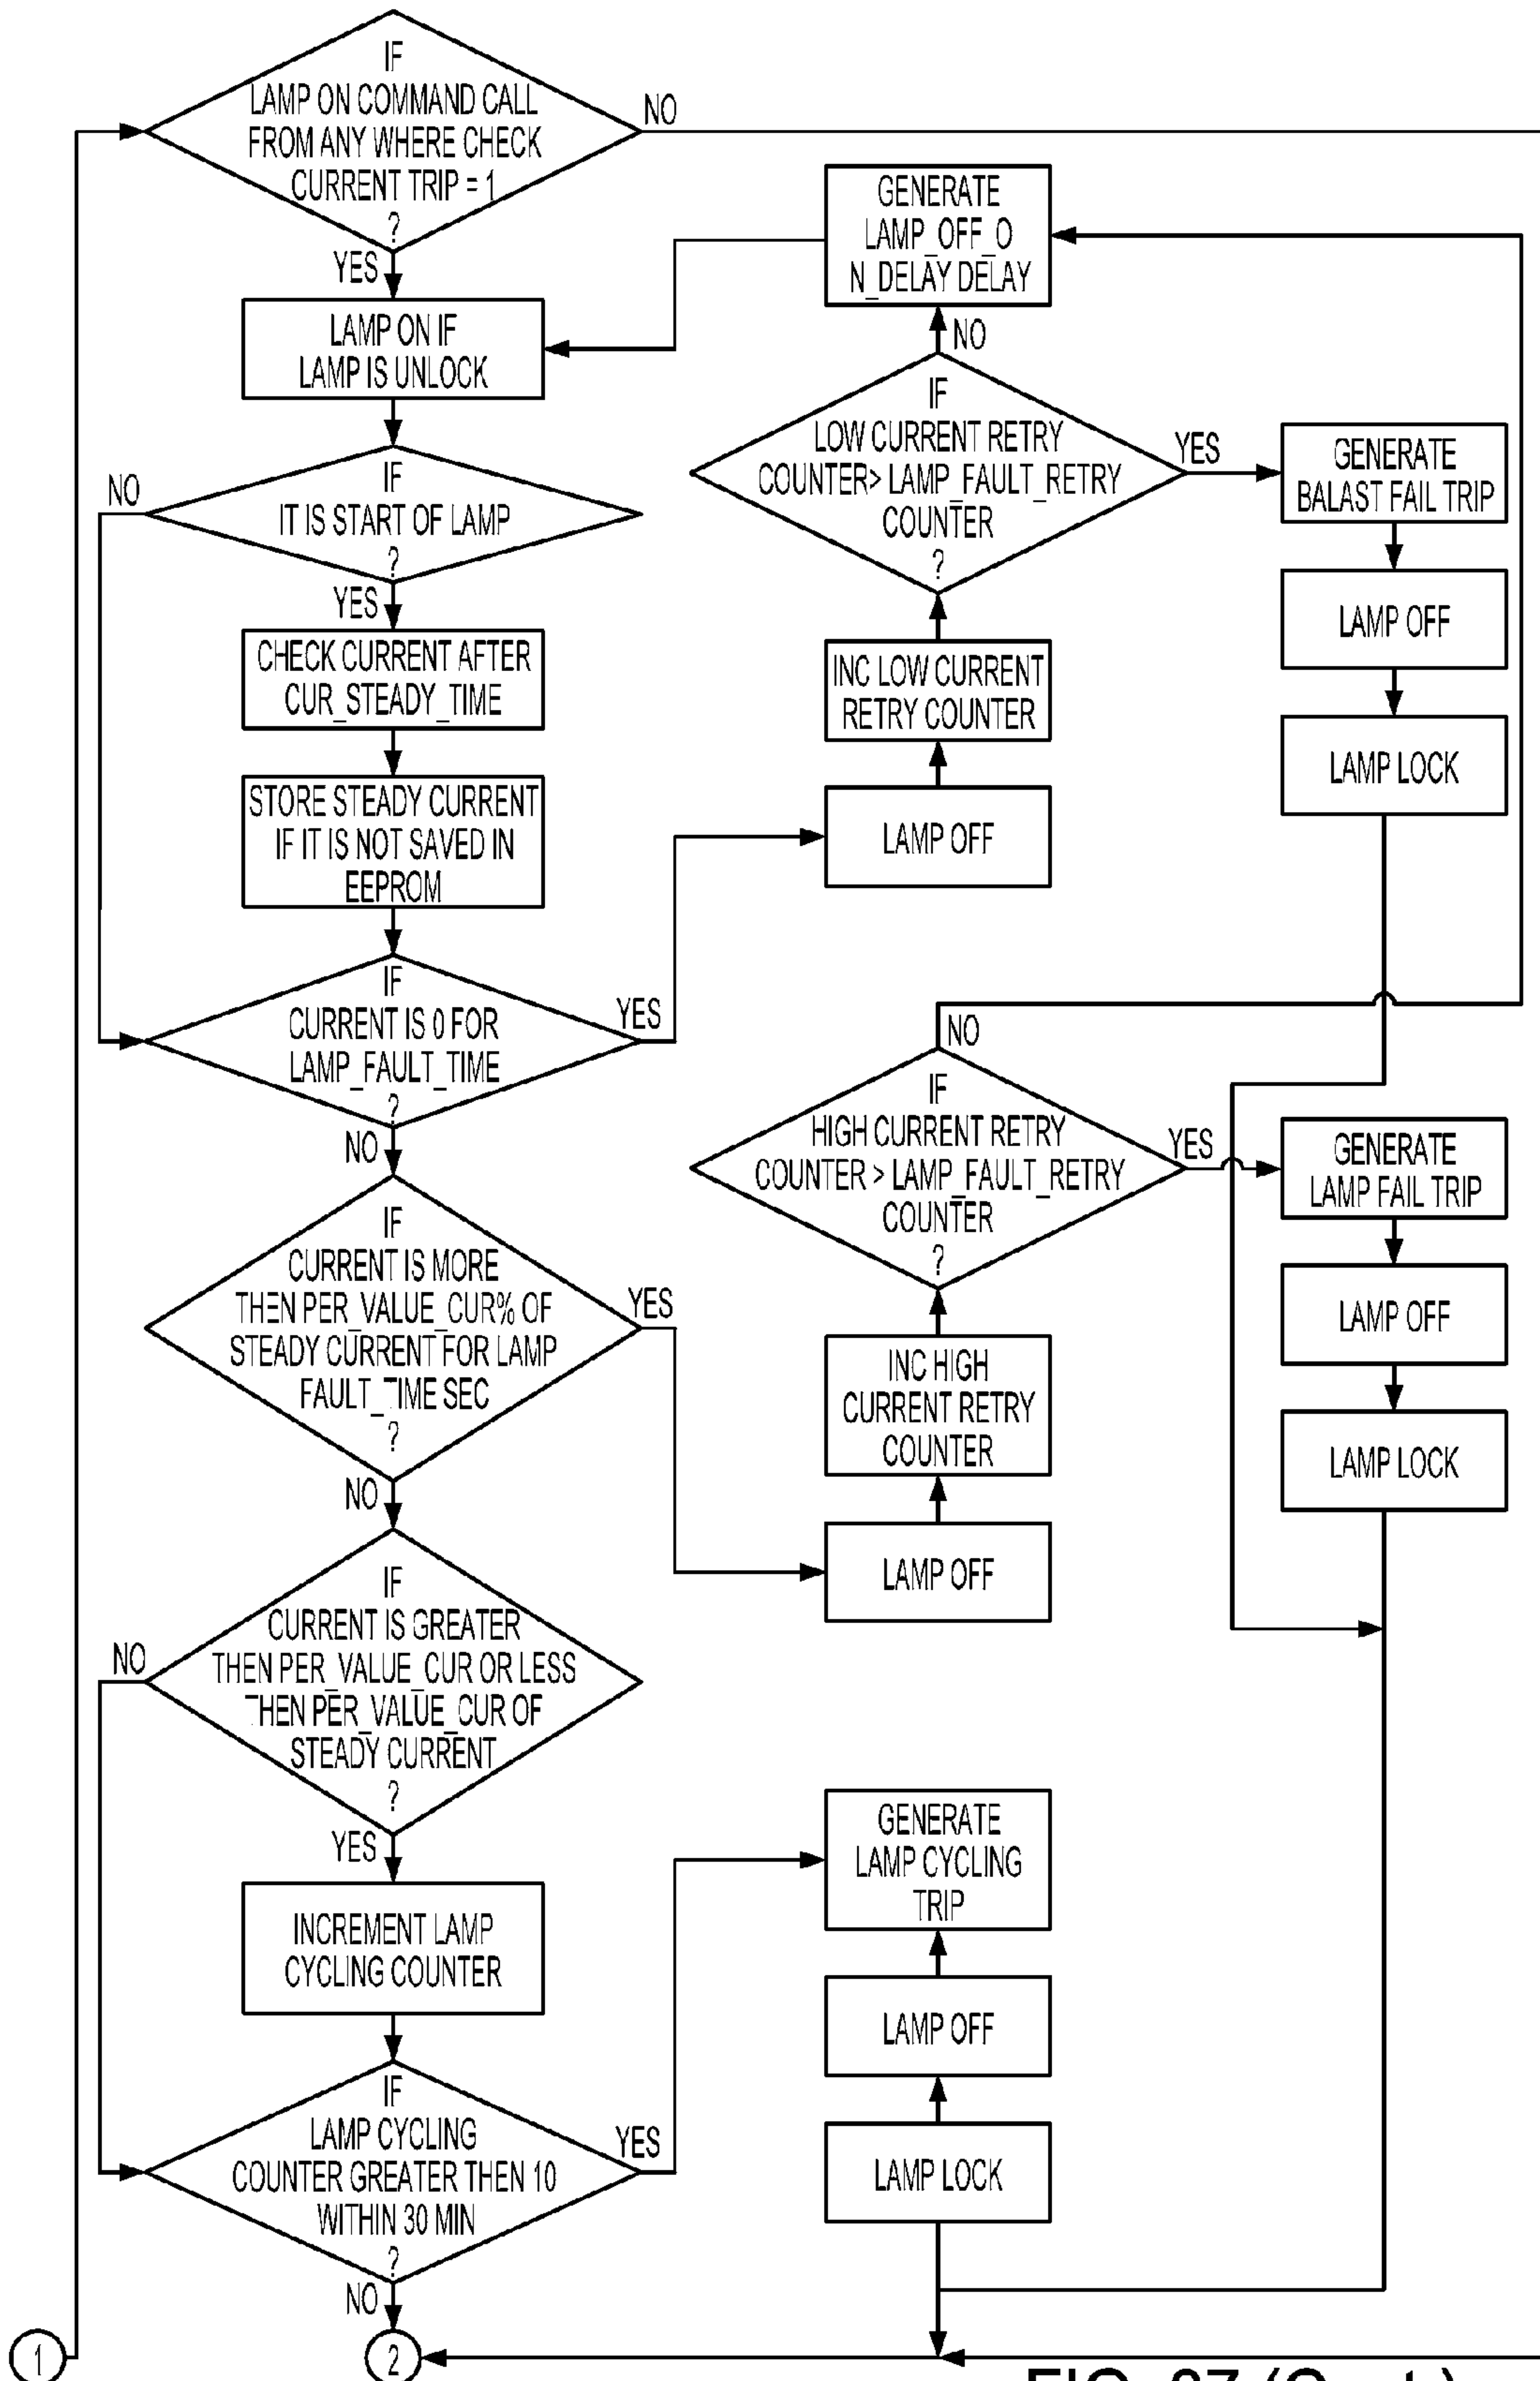 IF
LAMP ON COMMAND CALL
FROM ANY WHERE CHECK
CURRENT TRIP = 1
?
NO
YES
LAMP ON IF
LAMP IS UNLOCK
NO
IF
IT IS START OF LAMP
?
YES
CHECK CURRENT AFTER
CUR_STEADY_TIME
STORE STEADY CURRENT
IF IT IS NOT SAVED IN
EEPROM
IF
CURRENT IS 0 FOR
LAMP_FAULT_TIME
?
YES
NO
IF
CURRENT IS MORE
THEN PER_VALUE_CUR% OF
STEADY CURRENT FOR LAMP
FAULT_TIME SEC
?
YES
NO
IF
CURRENT IS GREATER
THEN PER_VALUE_CUR OR LESS
THEN PER_VALUE_CUR OF
STEADY CURRENT
?
NO
YES
INCREMENT LAMP
CYCLING COUNTER
IF
LAMP CYCLING
COUNTER GREATER THEN 10
WITHIN 30 MIN
?
YES
NO
1
2
GENERATE
LAMP_OFF_O
N_DELAY DELAY
NO
IF
LOW CURRENT RETRY
COUNTER> LAMP_FAULT_RETRY
COUNTER
?
YES
INC LOW CURRENT
RETRY COUNTER
LAMP OFF
GENERATE
BALAST FAIL TRIP
LAMP OFF
LAMP LOCK
NO
IF
HIGH CURRENT RETRY
COUNTER > LAMP_FAULT_RETRY
COUNTER
?
YES
INC HIGH
CURRENT RETRY
COUNTER
LAMP OFF
GENERATE
LAMP FAIL TRIP
LAMP OFF
LAMP LOCK
GENERATE
LAMP CYCLING
TRIP
LAMP OFF
LAMP LOCK